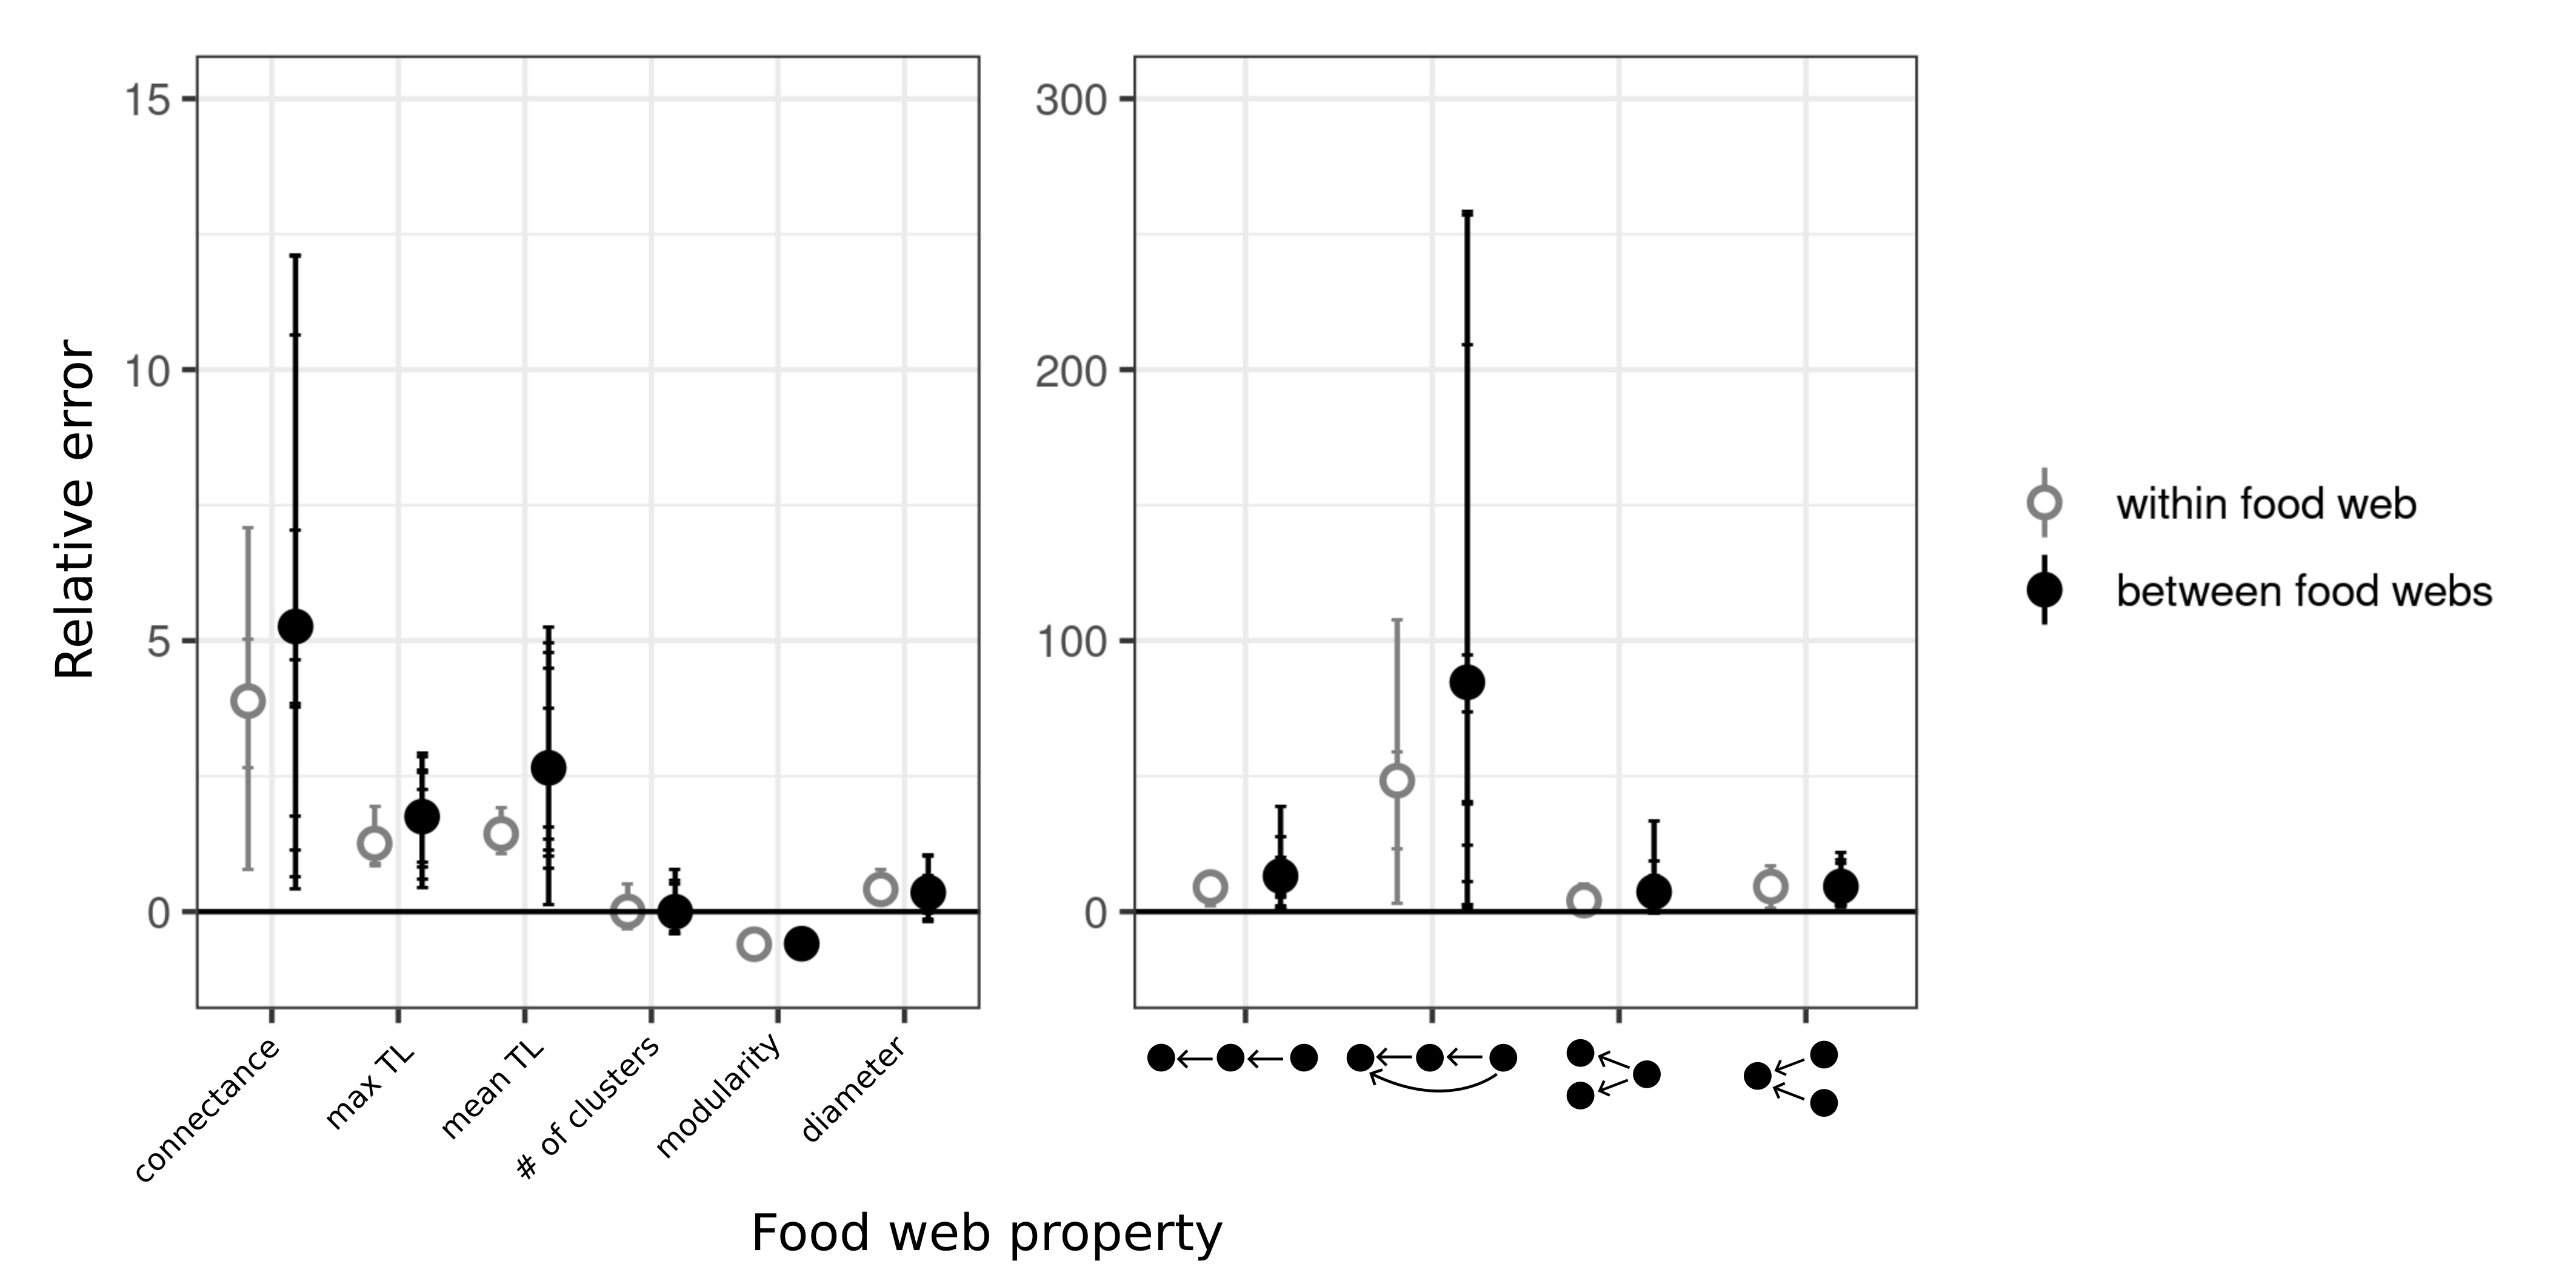 Relative error
15
10
5
0
connectance
max TL
mean TL
# of clusters
modularity
diameter
300
200
100
0
within food web
between food webs
Food web property